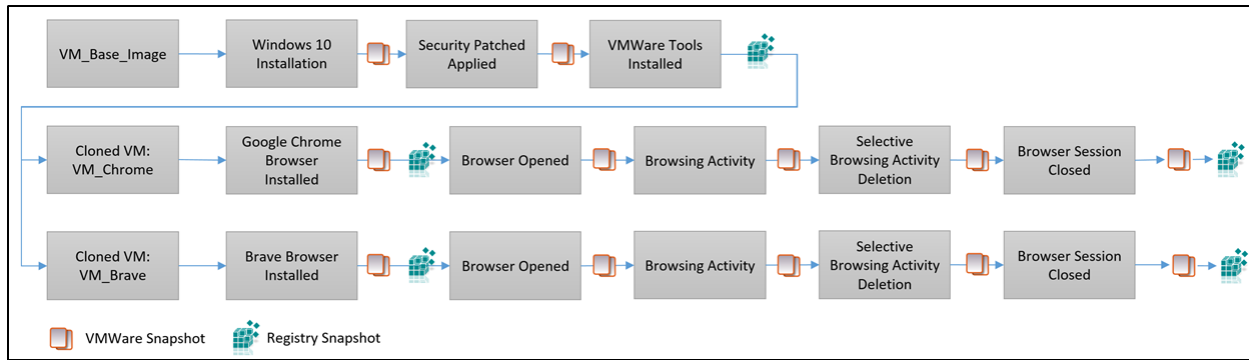 VM_Base_Image
Windows 10
Installation
Security Patched
Applied
VMWare Tools
Installed
Cloned VM:
VM_Chrome
Google Chrome
Browser
Installed
Browser Opened
Browsing Activity
Selective
Browsing Activity
Deletion
Browser Session
Closed
Cloned VM:
VM_Brave
Brave Browser
Installed
Browser Opened
Browsing Activity
Selective
Browsing Activity
Deletion
Browser Session
Closed
VMWare Snapshot
Registry Snapshot